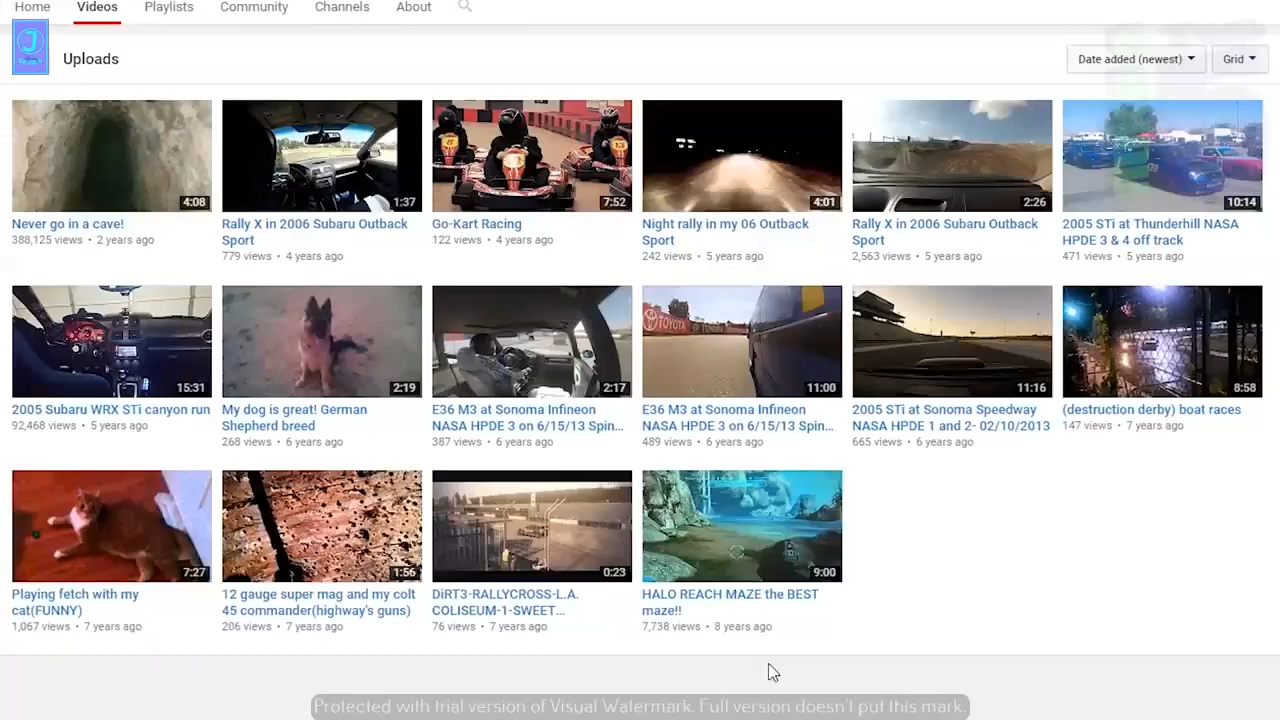 Home Videos Playlists Community Channels About
J
Uploads
Date added (newest) Grid
4:08 1:37 7:52 4:01 2:26 10:14
Never go in a cave!
388,125 views • 2 years ago
Rally X in 2006 Subaru Outback
Sport
779 views • 4 years ago
Go-Kart Racing
122 views • 4 years ago
Night rally in my 06 Outback
Sport
242 views • 5 years ago
Rally X in 2006 Subaru Outback
Sport
2,563 views • 5 years ago
2005 STi at Thunderhill NASA
HPDE 3 & 4 off track
471 views • 5 years ago
TOYOTA
15:31 2:19 2:17 11:00 11:16 8:58
2005 Subaru WRX STi canyon run
92,468 views • 5 years ago
My dog is great! German
Shepherd breed
268 views • 6 years ago
E36 M3 at Sonoma Infineon
NASA HPDE 3 on 6/15/13 Spin...
387 views • 6 years ago
E36 M3 at Sonoma Infineon
NASA HPDE 3 on 6/15/13 Spin...
489 views • 6 years ago
2005 STi at Sonoma Speedway
NASA HPDE 1 and 2- 02/10/2013
665 views • 6 years ago
(destruction derby) boat races
147 views • 7 years ago
7:27 1:56 0:23 9:00
Playing fetch with my
cat(FUNNY)
1,067 views • 7 years ago
12 gauge super mag and my colt
45 commander(highway's guns)
206 views • 7 years ago
DiRT3-RALLYCROSS-L.A.
COLISEUM-1-SWEET...
76 views • 7 years ago
HALO REACH MAZE the BEST
maze!!
7,738 views • 8 years ago
Protected with trial version of Visual Watermark. Full version doesn't put this mark.